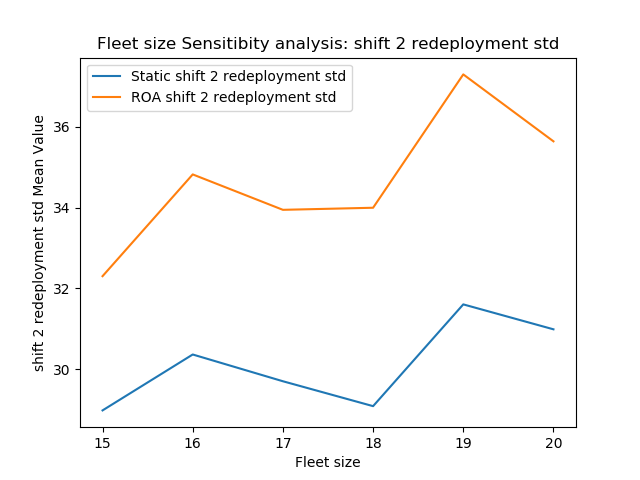 Fleet size Sensitibity analysis: shift 2 redeployment std
Static shift 2 redeployment std
ROA shift 2 redeployment std
shift 2 redeployment std Mean Value
36
34
32
30
15 16 17 18 19 20
Fleet size